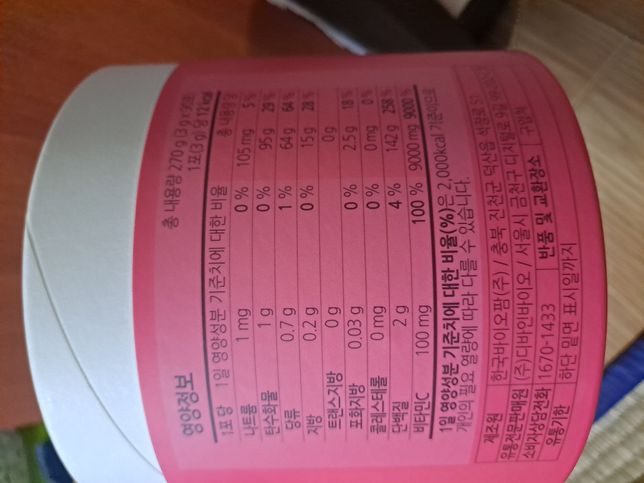 영양정보
총 내용량 270 g (3 g x 90포)
1포(3 g) 당 12 kcal
1포당 1일 영양성분 기준치에 대한 비율 총 내용량당
나트륨 1 mg 0 % 105 mg 5 %
탄수화물 1 g 0 % 95 g 29 %
당류 0.7 g 1 % 64 g 64 %
지방 0.2 g 0 % 15 g 28 %
트랜스지방 0 g 0 g
포화지방 0.03 g 0 % 2.5 g 18 %
콜레스테롤 0 mg 0 % 0 mg 0 %
단백질 2 g 4 % 142 g 258 %
비타민C 100 mg 100 % 9000 mg 9000 %
1일 영양성분 기준치에 대한 비율(%)은 2,000kcal 기준이므로
개인의 필요 열량에 따라 다를 수 있습니다.
제조원 한국바이오팜(주) / 충북 진천군 덕산읍 석장로 57
유통전문판매원 (주)디바인바이오 / 서울시 금천구 디지털로 9길
소비자상담전화 1670-1433 반품 및 교환장소 구입처
유통기한 하단 밑면 표시일까지